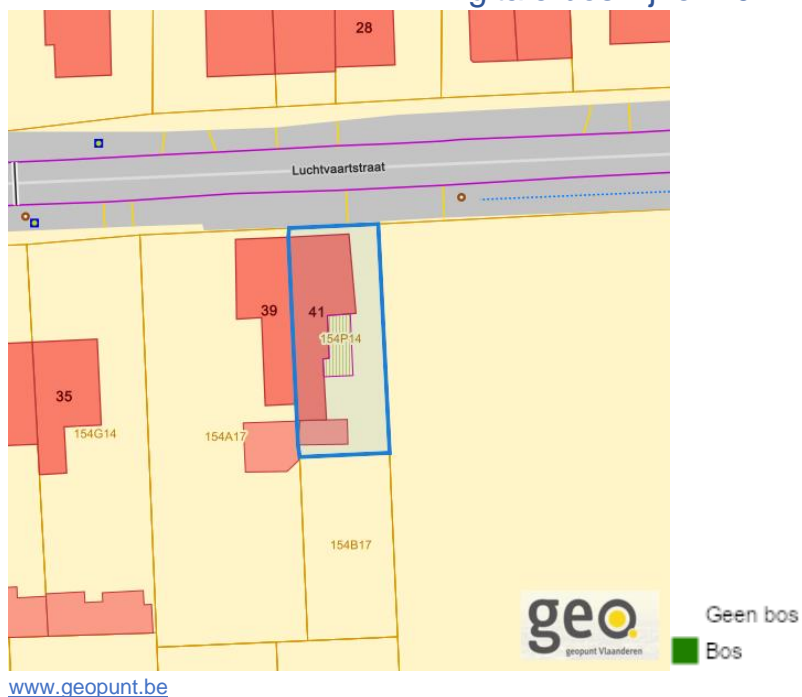 28
Luchtvaartstraat
39
41
154P14
35
154G14
154A17
154B17
geo
geopunt Vlaanderen
Geen bos
Bos
www.geopunt.be